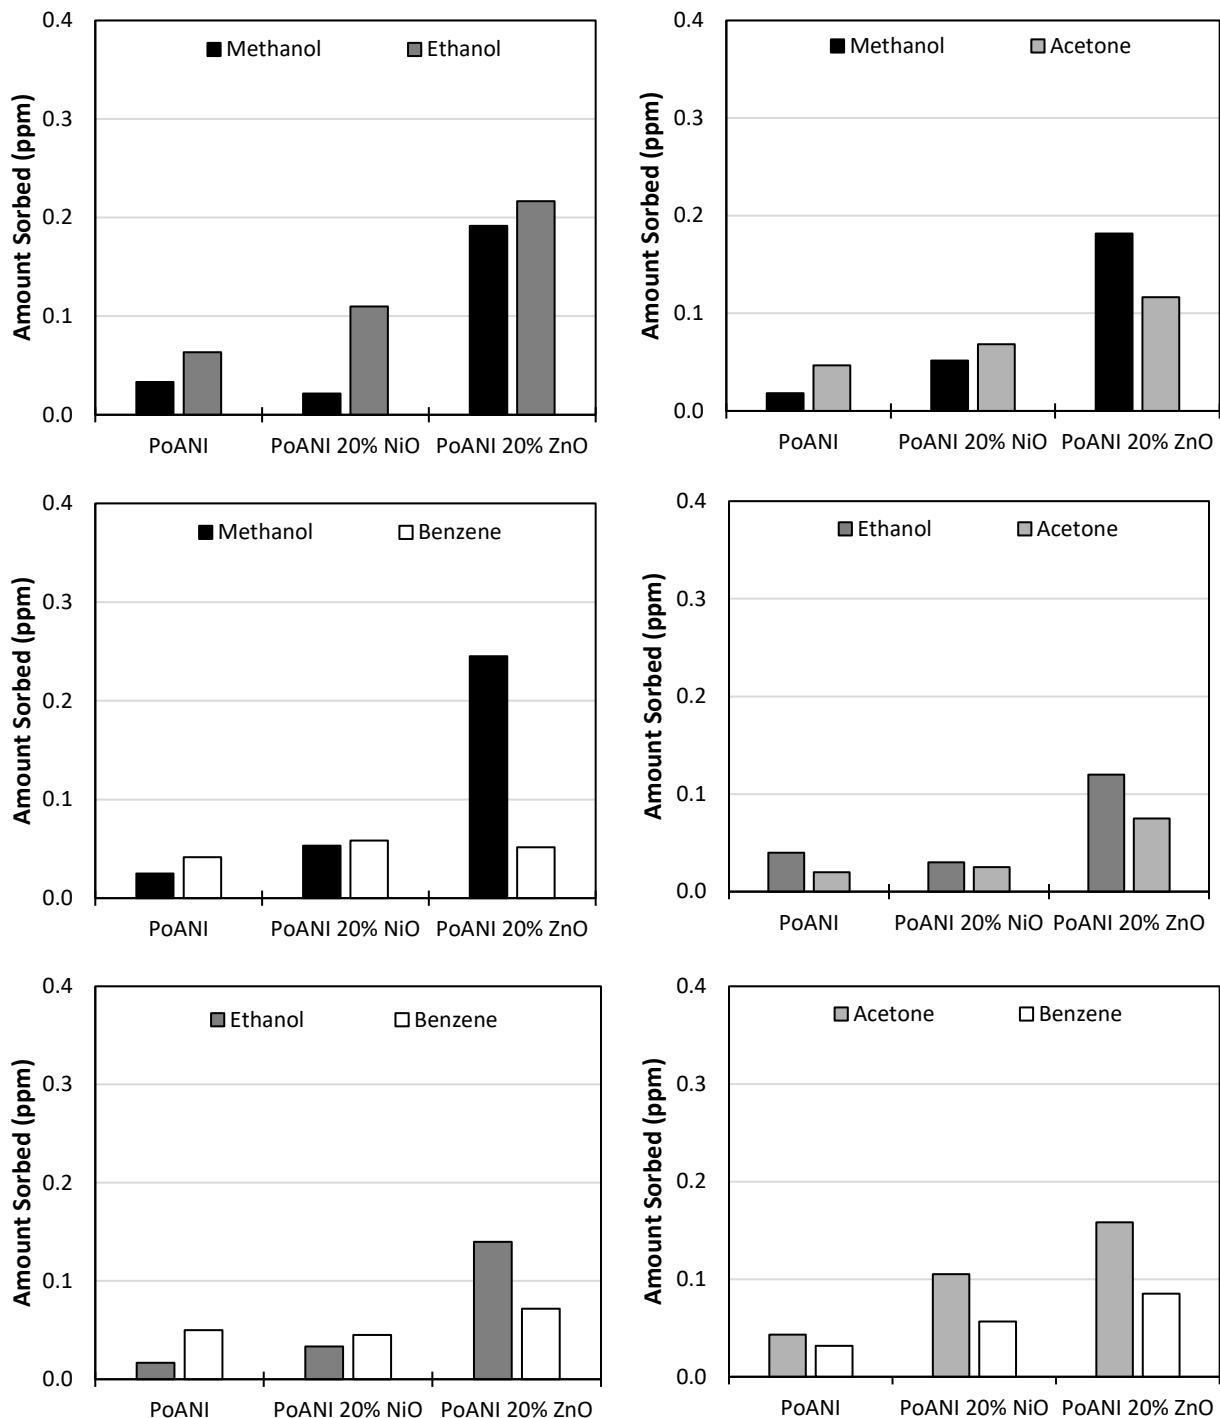 Amount Sorbed (ppm)
0.4
0.3
0.2
0.1
0.0
Methanol Ethanol
PoANI PoANI 20% NiO PoANI 20% ZnO
Amount Sorbed (ppm)
0.4
0.3
0.2
0.1
0.0
Methanol Acetone
PoANI PoANI 20% NiO PoANI 20% ZnO
Amount Sorbed (ppm)
0.4
0.3
0.2
0.1
0.0
Methanol Benzene
PoANI PoANI 20% NiO PoANI 20% ZnO
Amount Sorbed (ppm)
0.4
0.3
0.2
0.1
0.0
Ethanol Acetone
PoANI PoANI 20% NiO PoANI 20% ZnO
Amount Sorbed (ppm)
0.4
0.3
0.2
0.1
0.0
Ethanol Benzene
PoANI PoANI 20% NiO PoANI 20% ZnO
Amount Sorbed (ppm)
0.4
0.3
0.2
0.1
0.0
Acetone Benzene
PoANI PoANI 20% NiO PoANI 20% ZnO